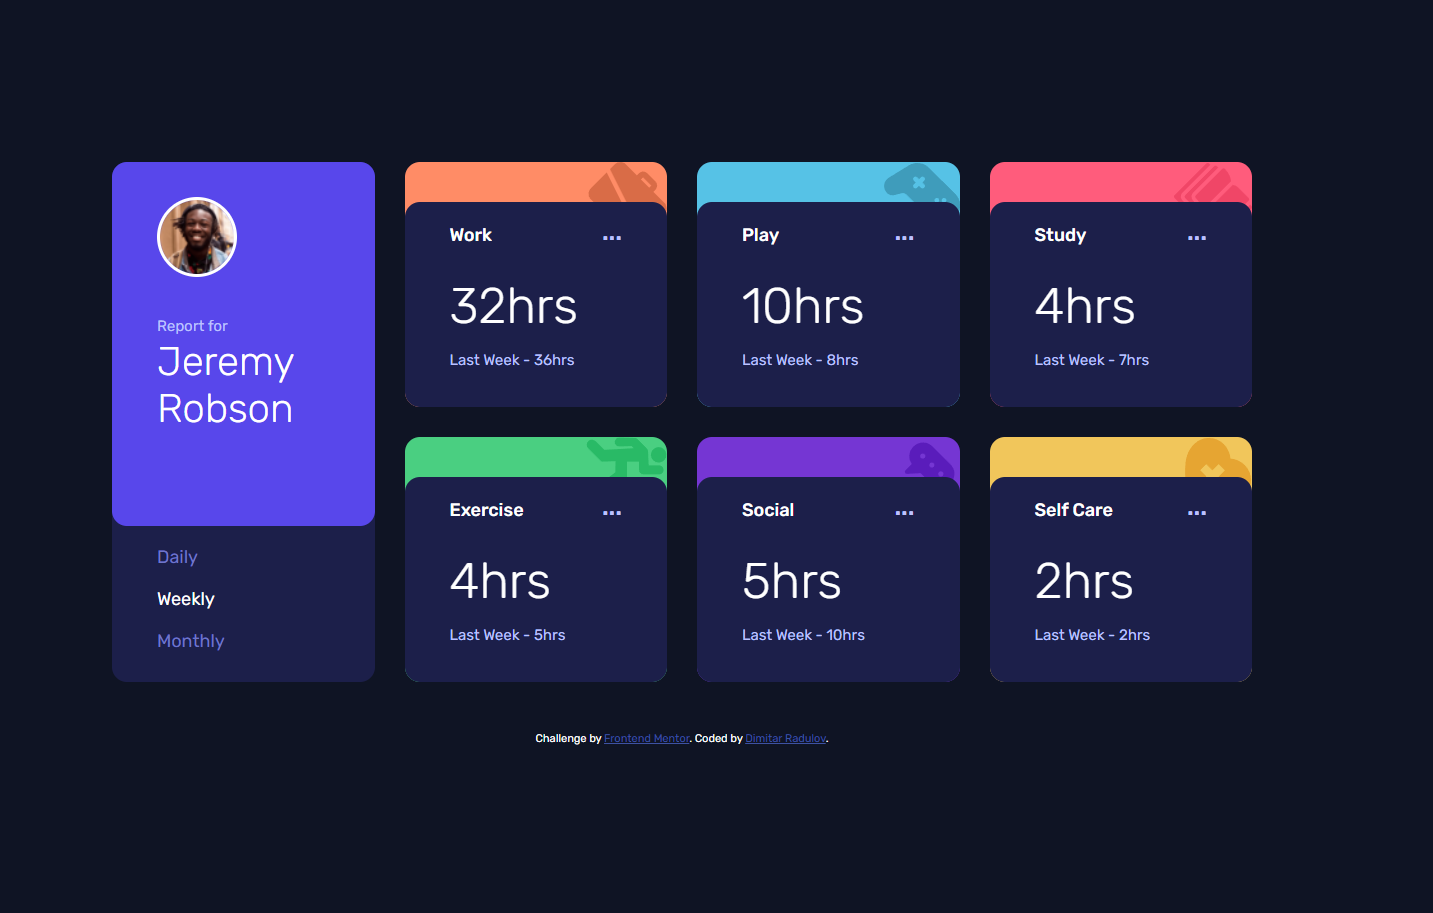 Report for
Jeremy
Robson
Daily
Weekly
Monthly
Work ...
32hrs
Last Week - 36hrs
Play ...
10hrs
Last Week - 8hrs
Study ...
4hrs
Last Week - 7hrs
Exercise ...
4hrs
Last Week - 5hrs
Social ...
5hrs
Last Week - 10hrs
Self Care ...
2hrs
Last Week - 2hrs
Challenge by Frontend Mentor. Coded by Dimitar Radulov.